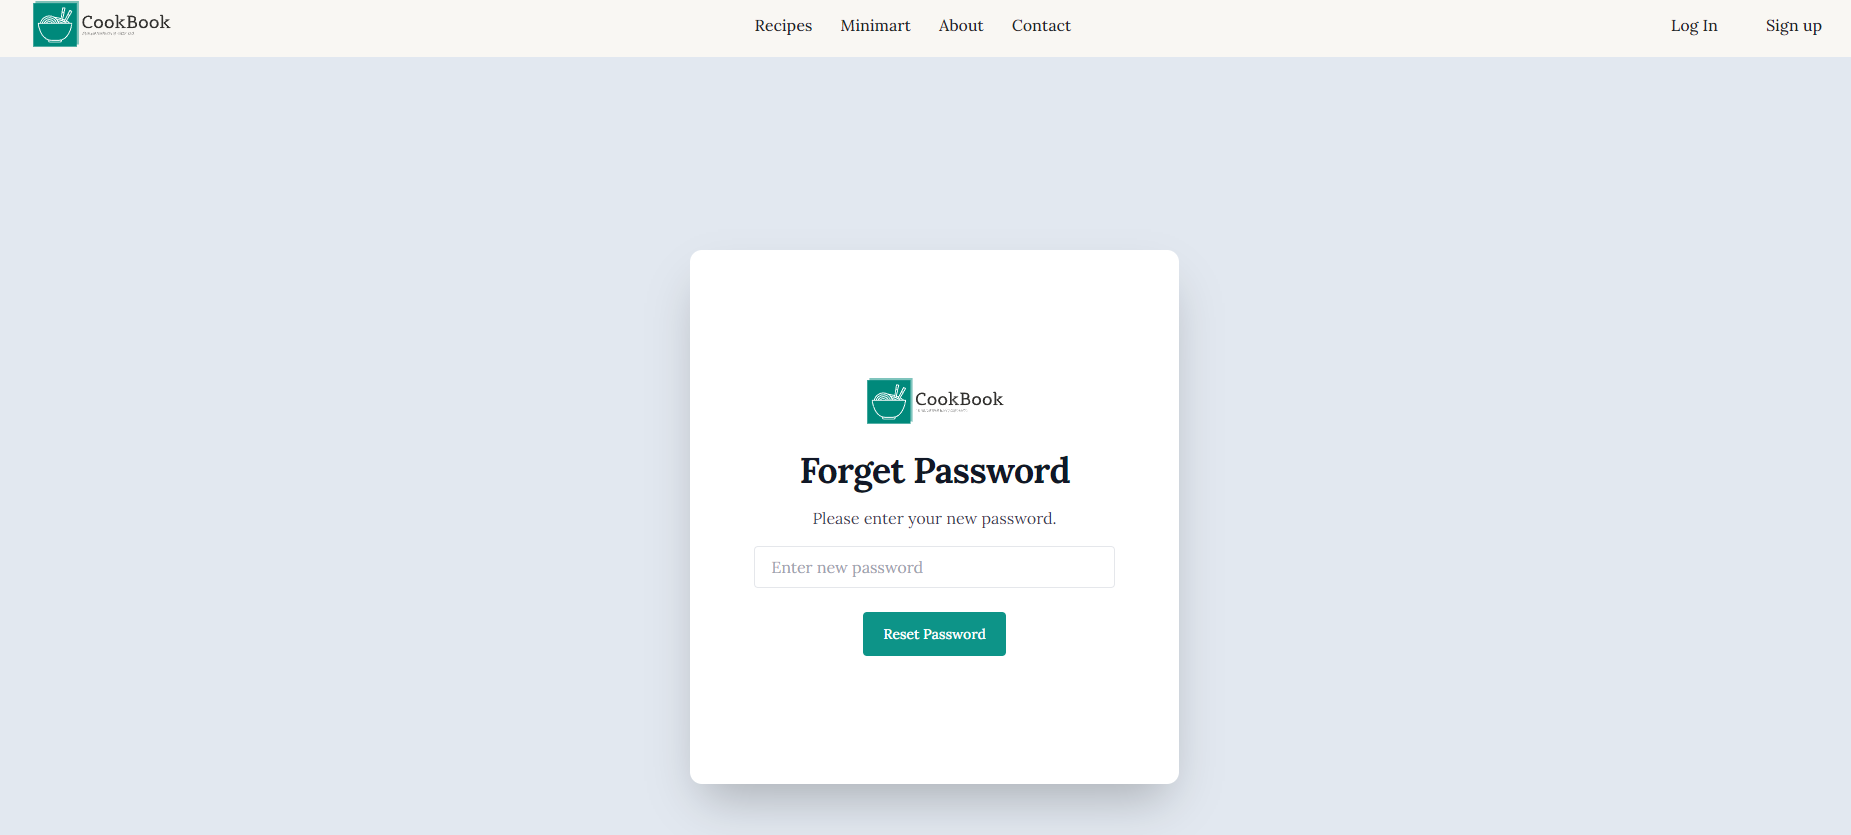 CookBook
Recipes Minimart About Contact
Log In Sign up
CookBook
Forget Password
Please enter your new password.
Enter new password
Reset Password